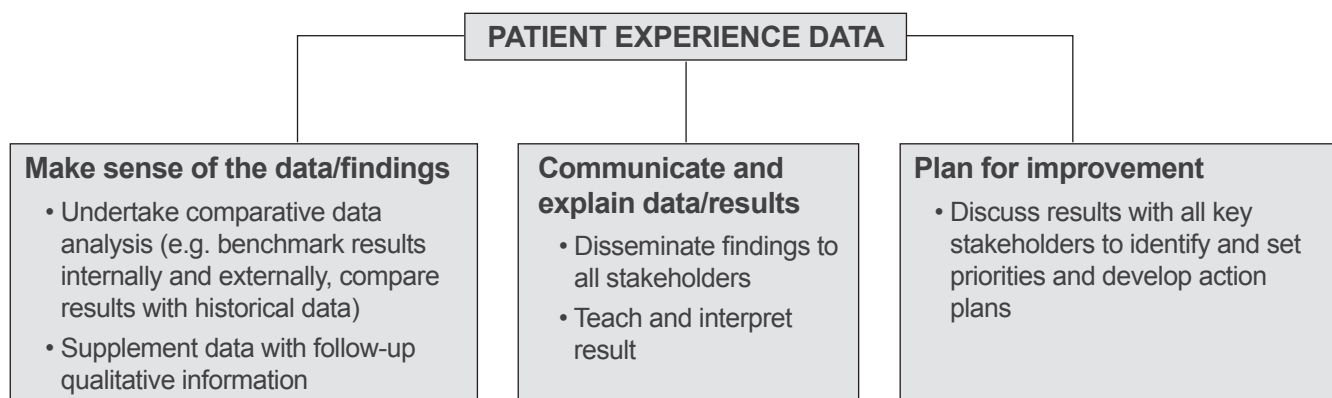 PATIENT EXPERIENCE DATA
Make sense of the data/findings
• Undertake comparative data
analysis (e.g. benchmark results
internally and externally, compare
results with historical data)
• Supplement data with follow-up
qualitative information
Communicate and
explain data/results
• Disseminate findings to
all stakeholders
• Teach and interpret
result
Plan for improvement
• Discuss results with all key
stakeholders to identify and set
priorities and develop action
plans